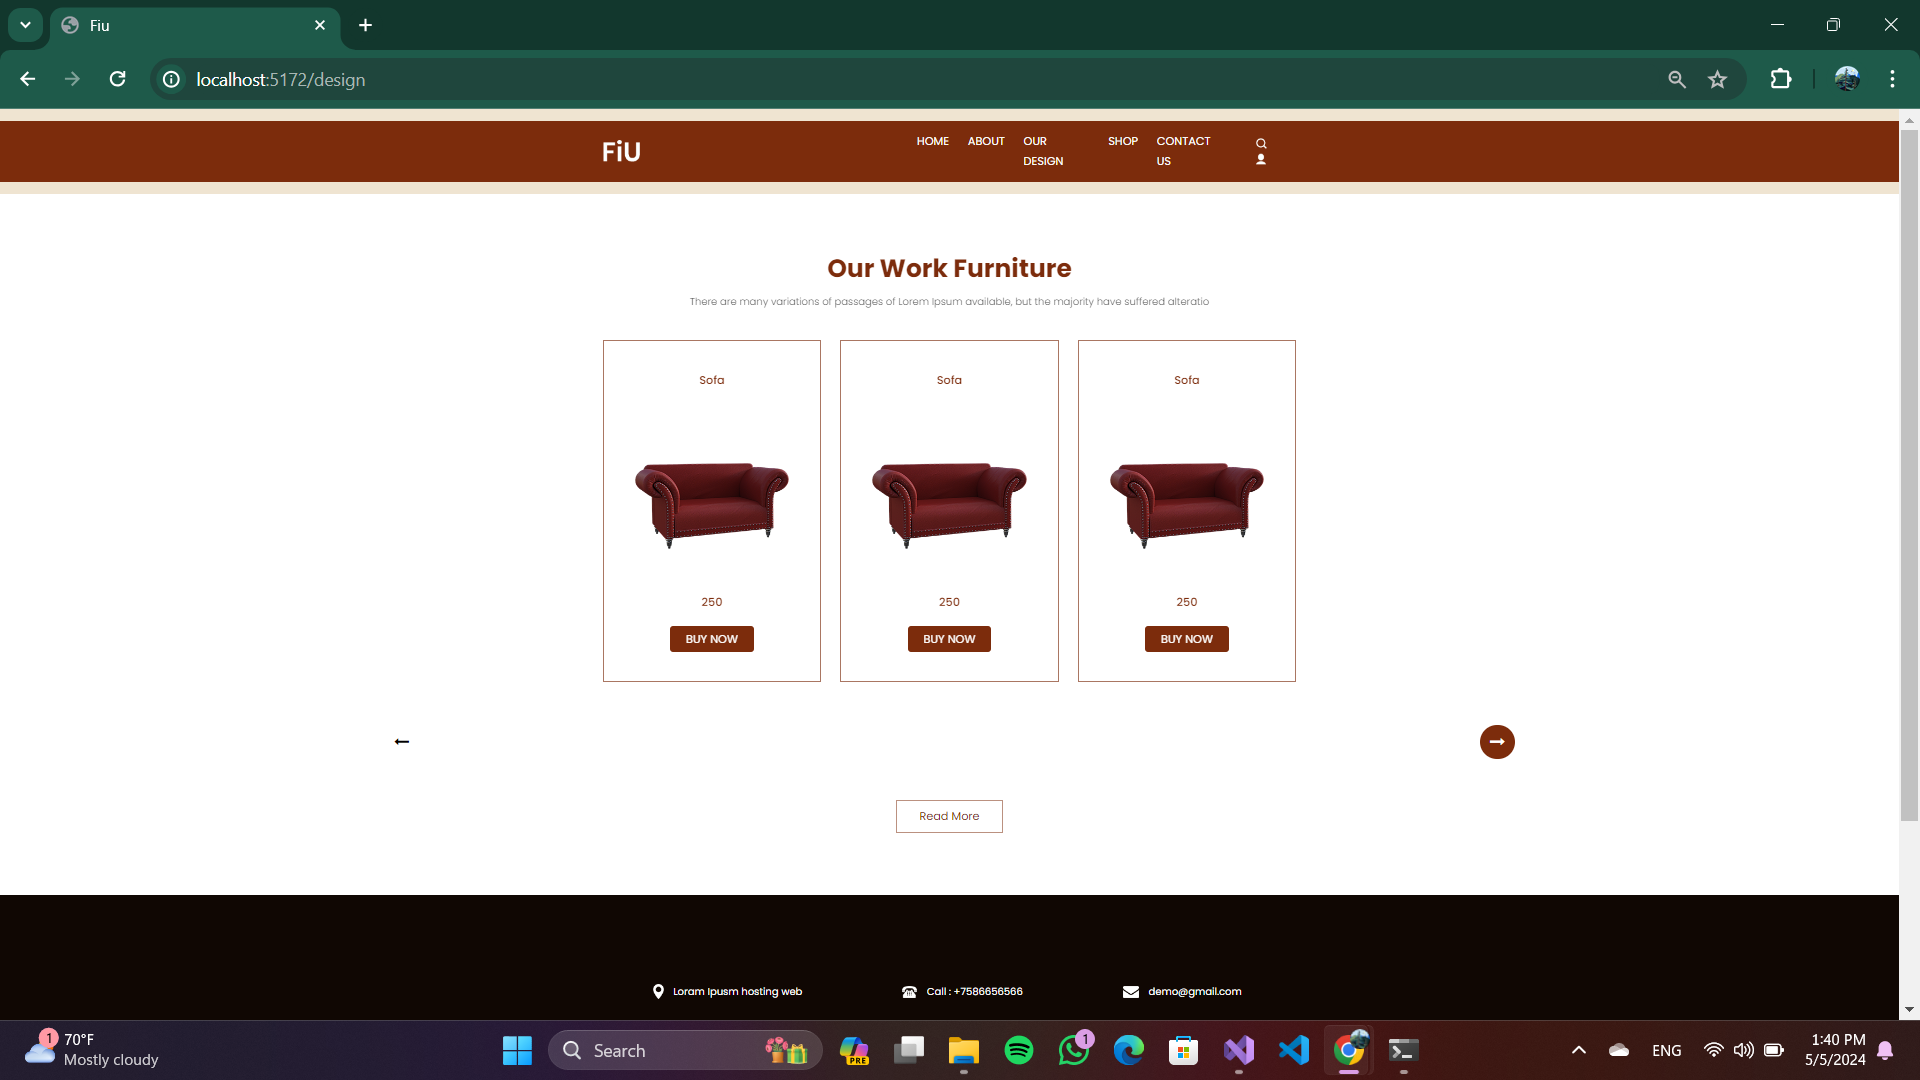 Fiu
localhost:5172/design
FiU
HOME ABOUT OUR DESIGN SHOP CONTACT US
Our Work Furniture
There are many variations of passages of Lorem Ipsum available, but the majority have suffered alteratio
Sofa Sofa Sofa
250 250 250
BUY NOW BUY NOW BUY NOW
Read More
Loram Ipusm hosting web Call : +7586656566 demo@gmail.com
1 70°F
Mostly cloudy
Search
PRE
1
ENG
1:40 PM
5/5/2024